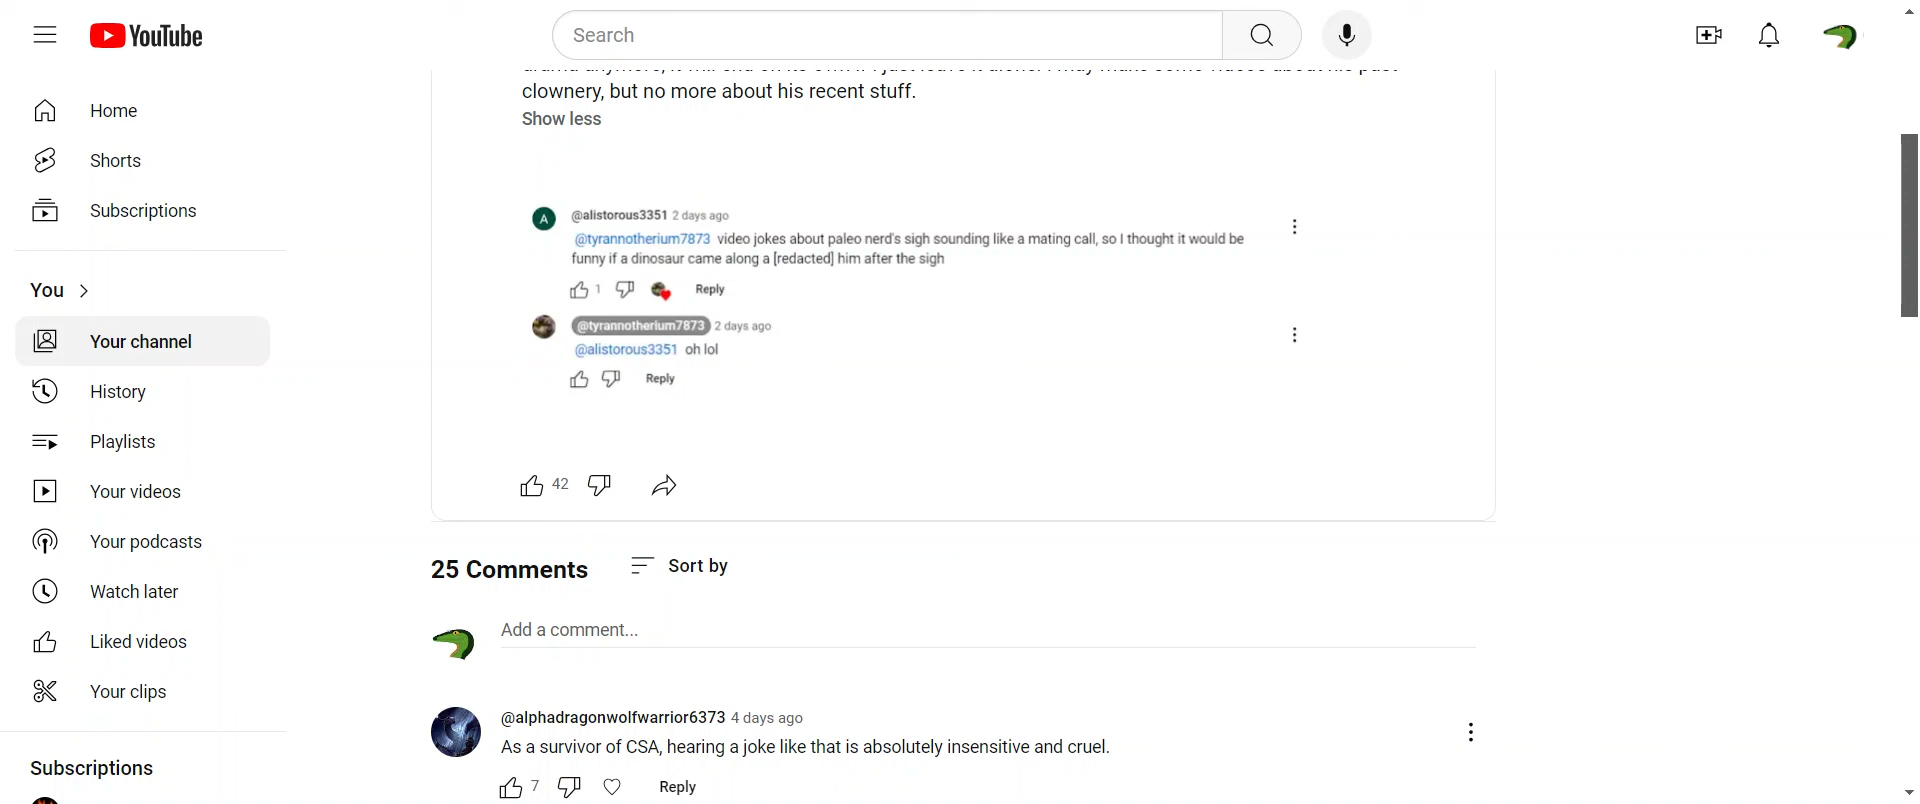 YouTube
Search
Home
Shorts
Subscriptions
You
Your channel
History
Playlists
Your videos
Your podcasts
Watch later
Liked videos
Your clips
Subscriptions
clownery, but no more about his recent stuff.
Show less
A
@alistorous3351 2 days ago
@tyrannotherium7873 video jokes about paleo nerd's sigh sounding like a mating call, so I thought it would be
funny if a dinosaur came along a [redacted] him after the sigh
1
Reply
@tyrannotherium7873 2 days ago
@alistorous3351 oh lol
Reply
42
25 Comments
Sort by
Add a comment...
@alphadragonwolfwarrior6373 4 days ago
As a survivor of CSA, hearing a joke like that is absolutely insensitive and cruel.
7
Reply